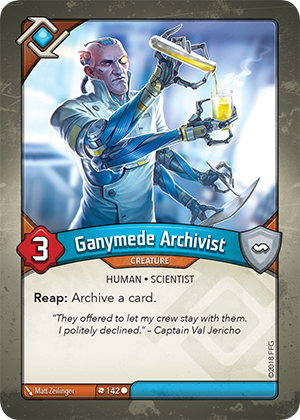 3
Ganymede Archivist
CREATURE
HUMAN • SCIENTIST
Reap: Archive a card.
"They offered to let my crew stay with them.
I politely declined." – Captain Val Jericho
Matt Zeilinger
142
©2018 FFG